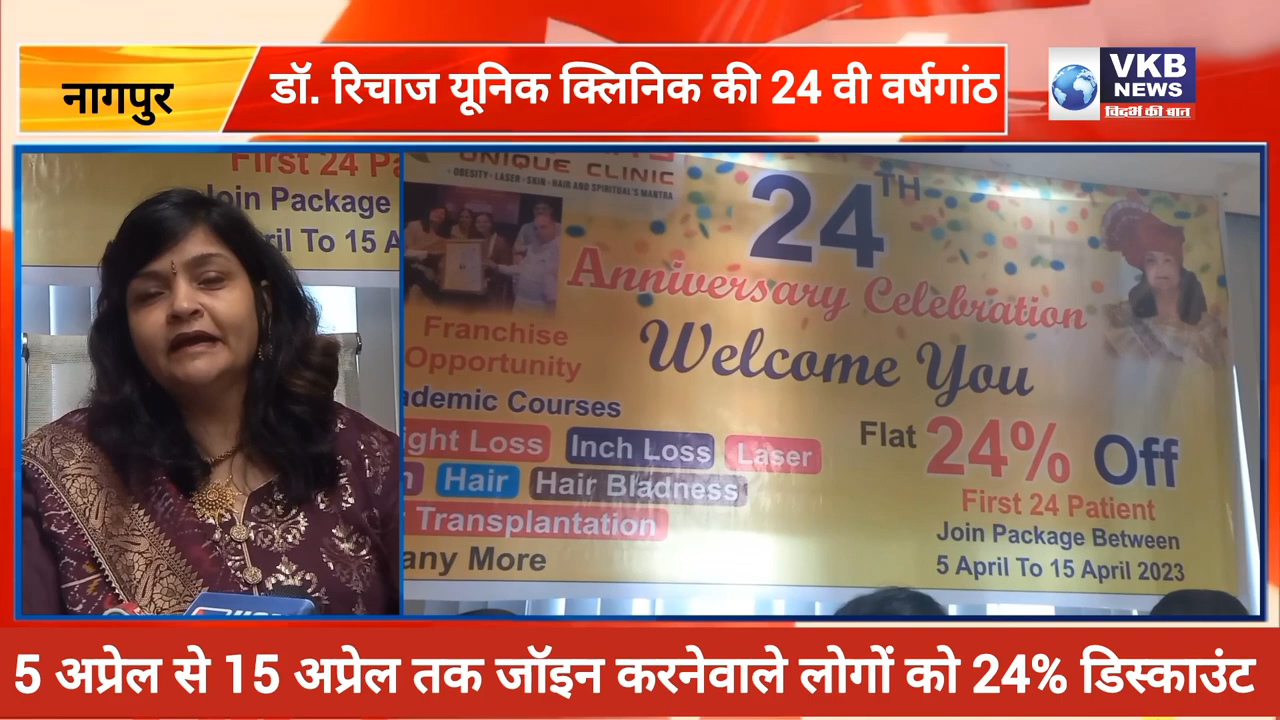 नागपुर
डॉ. रिचाज यूनिक क्लिनिक की 24 वी वर्षगांठ
VKB
NEWS
विदर्भ की बात
First 24 Pa
Join Package
ril To 15 A
UNIQUE CLINIC
• OBESITY • LASER • SKIN • HAIR AND SPIRITUAL'S MANTRA
24TH
Anniversary Celebration
Welcome You
Franchise
Opportunity
ademic Courses
ight Loss Inch Loss Laser
Hair Hair Bladness
Transplantation
any More
Flat 24% Off
First 24 Patient
Join Package Between
5 April To 15 April 2023
5 अप्रेल से 15 अप्रेल तक जॉइन करनेवाले लोगों को 24% डिस्काउंट